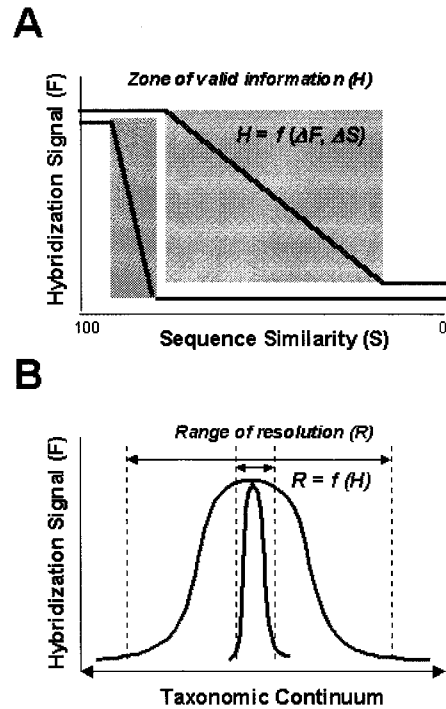 A
Zone of valid information (H)
H = f (ΔF, ΔS)
Hybridization Signal (F)
100
0
Sequence Similarity (S)
B
Range of resolution (R)
R = f (H)
Hybridization Signal (F)
Taxonomic Continuum